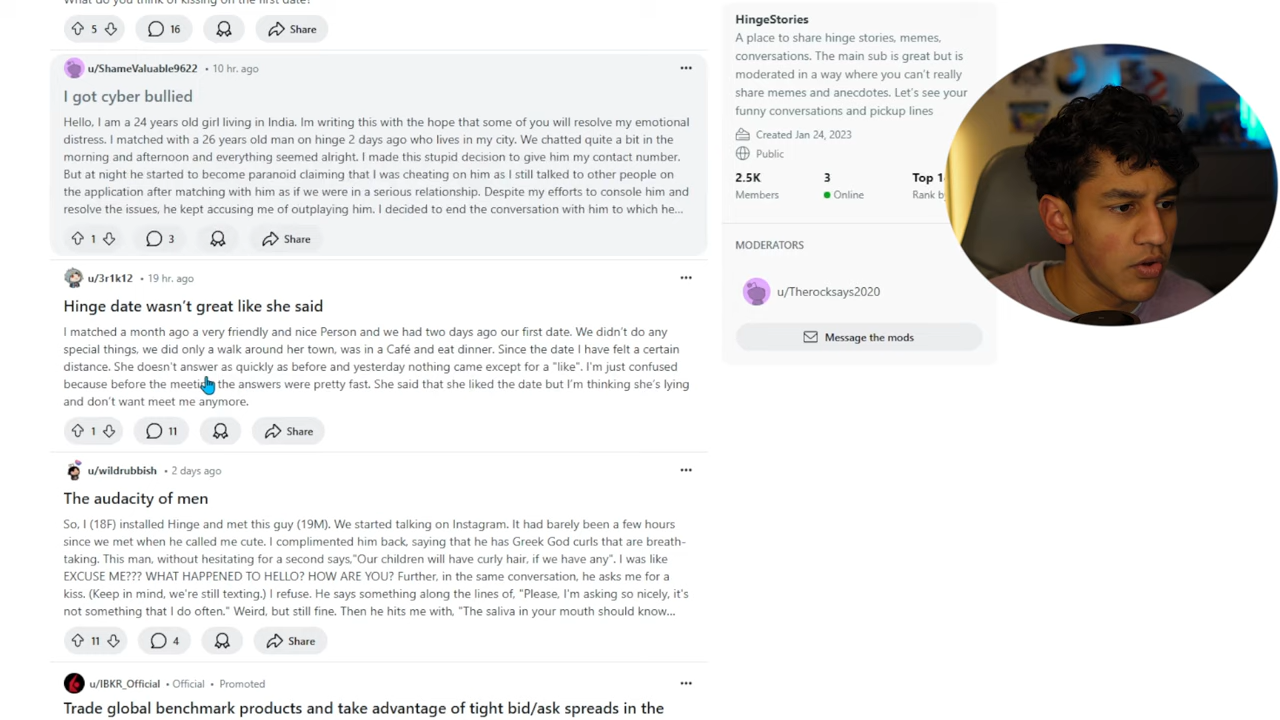 What do you think of kissing on the first date?
5
16
Share
u/ShameValuable9622 • 10 hr. ago
I got cyber bullied
Hello, I am a 24 years old girl living in India. Im writing this with the hope that some of you will resolve my emotional
distress. I matched with a 26 years old man on hinge 2 days ago who lives in my city. We chatted quite a bit in the
morning and afternoon and everything seemed alright. I made this stupid decision to give him my contact number.
But at night he started to become paranoid claiming that I was cheating on him as I still talked to other people on
the application after matching with him as if we were in a serious relationship. Despite my efforts to console him and
resolve the issues, he kept accusing me of outplaying him. I decided to end the conversation with him to which he...
1
3
Share
u/3r1k12 • 19 hr. ago
Hinge date wasn't great like she said
I matched a month ago a very friendly and nice Person and we had two days ago our first date. We didn't do any
special things, we did only a walk around her town, was in a Café and eat dinner. Since the date I have felt a certain
distance. She doesn't answer as quickly as before and yesterday nothing came except for a "like". I'm just confused
because before the meeting the answers were pretty fast. She said that she liked the date but I'm thinking she's lying
and don't want meet me anymore.
1
11
Share
u/wildrubbish • 2 days ago
The audacity of men
So, I (18F) installed Hinge and met this guy (19M). We started talking on Instagram. It had barely been a few hours
since we met when he called me cute. I complimented him back, saying that he has Greek God curls that are breath-
taking. This man, without hesitating for a second says,"Our children will have curly hair, if we have any". I was like
EXCUSE ME??? WHAT HAPPENED TO HELLO? HOW ARE YOU? Further, in the same conversation, he asks me for a
kiss. (Keep in mind, we're still texting.) I refuse. He says something along the lines of, "Please, I'm asking so nicely, it's
not something that I do often." Weird, but still fine. Then he hits me with, "The saliva in your mouth should know...
11
4
Share
u/IBKR_Official • Official • Promoted
Trade global benchmark products and take advantage of tight bid/ask spreads in the
HingeStories
A place to share hinge stories, memes,
conversations. The main sub is great but is
moderated in a way where you can't really
share memes and anecdotes. Let's see your
funny conversations and pickup lines
Created Jan 24, 2023
Public
2.5K
3
Top 1
Members
Online
Rank by
MODERATORS
u/Therocksays2020
Message the mods